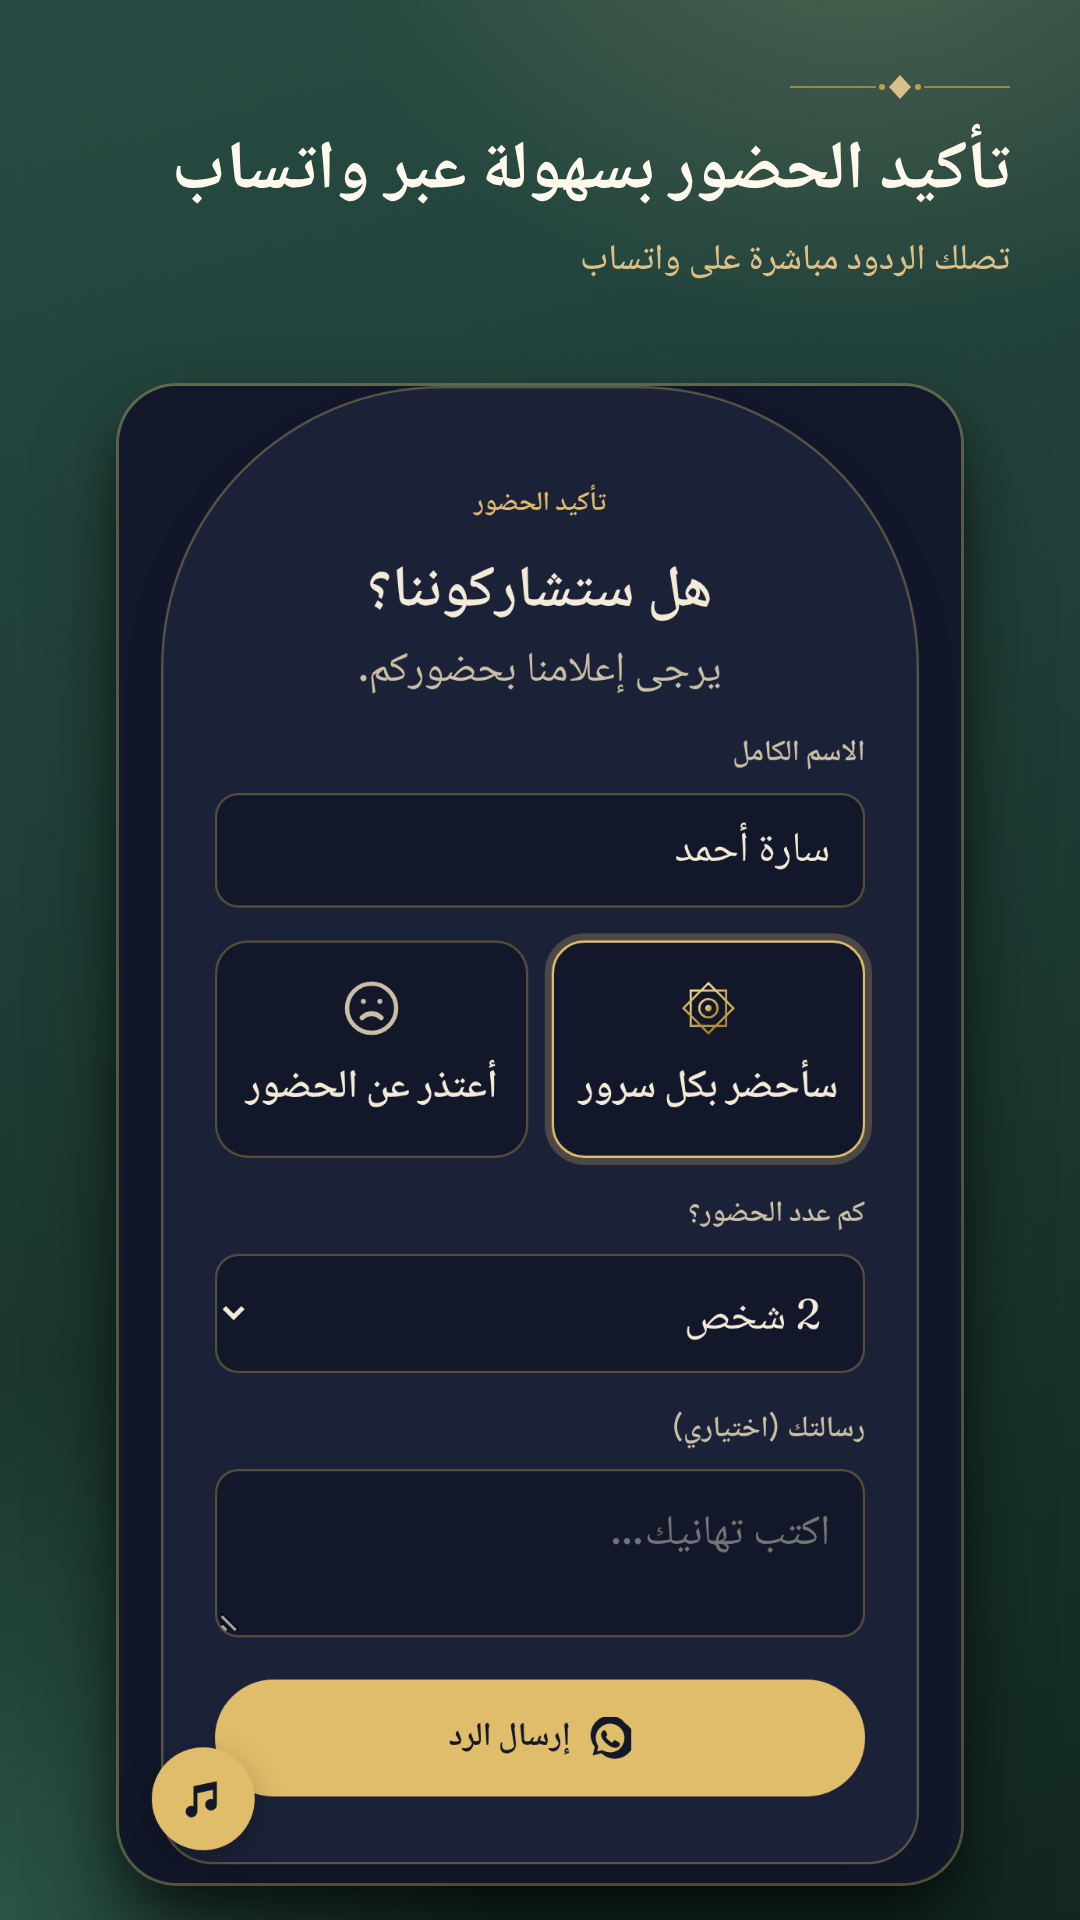 تأكيد الحضور بسهولة عبر واتساب
تصلك الردود مباشرة على واتساب
تأكيد الحضور
هل ستشاركوننا؟
يرجى إعلامنا بحضوركم.
الاسم الكامل
سارة أحمد
سأحضر بكل سرور
أعتذر عن الحضور
كم عدد الحضور؟
2 شخص
رسالتك (اختياري)
اكتب تهانيك...
إرسال الرد